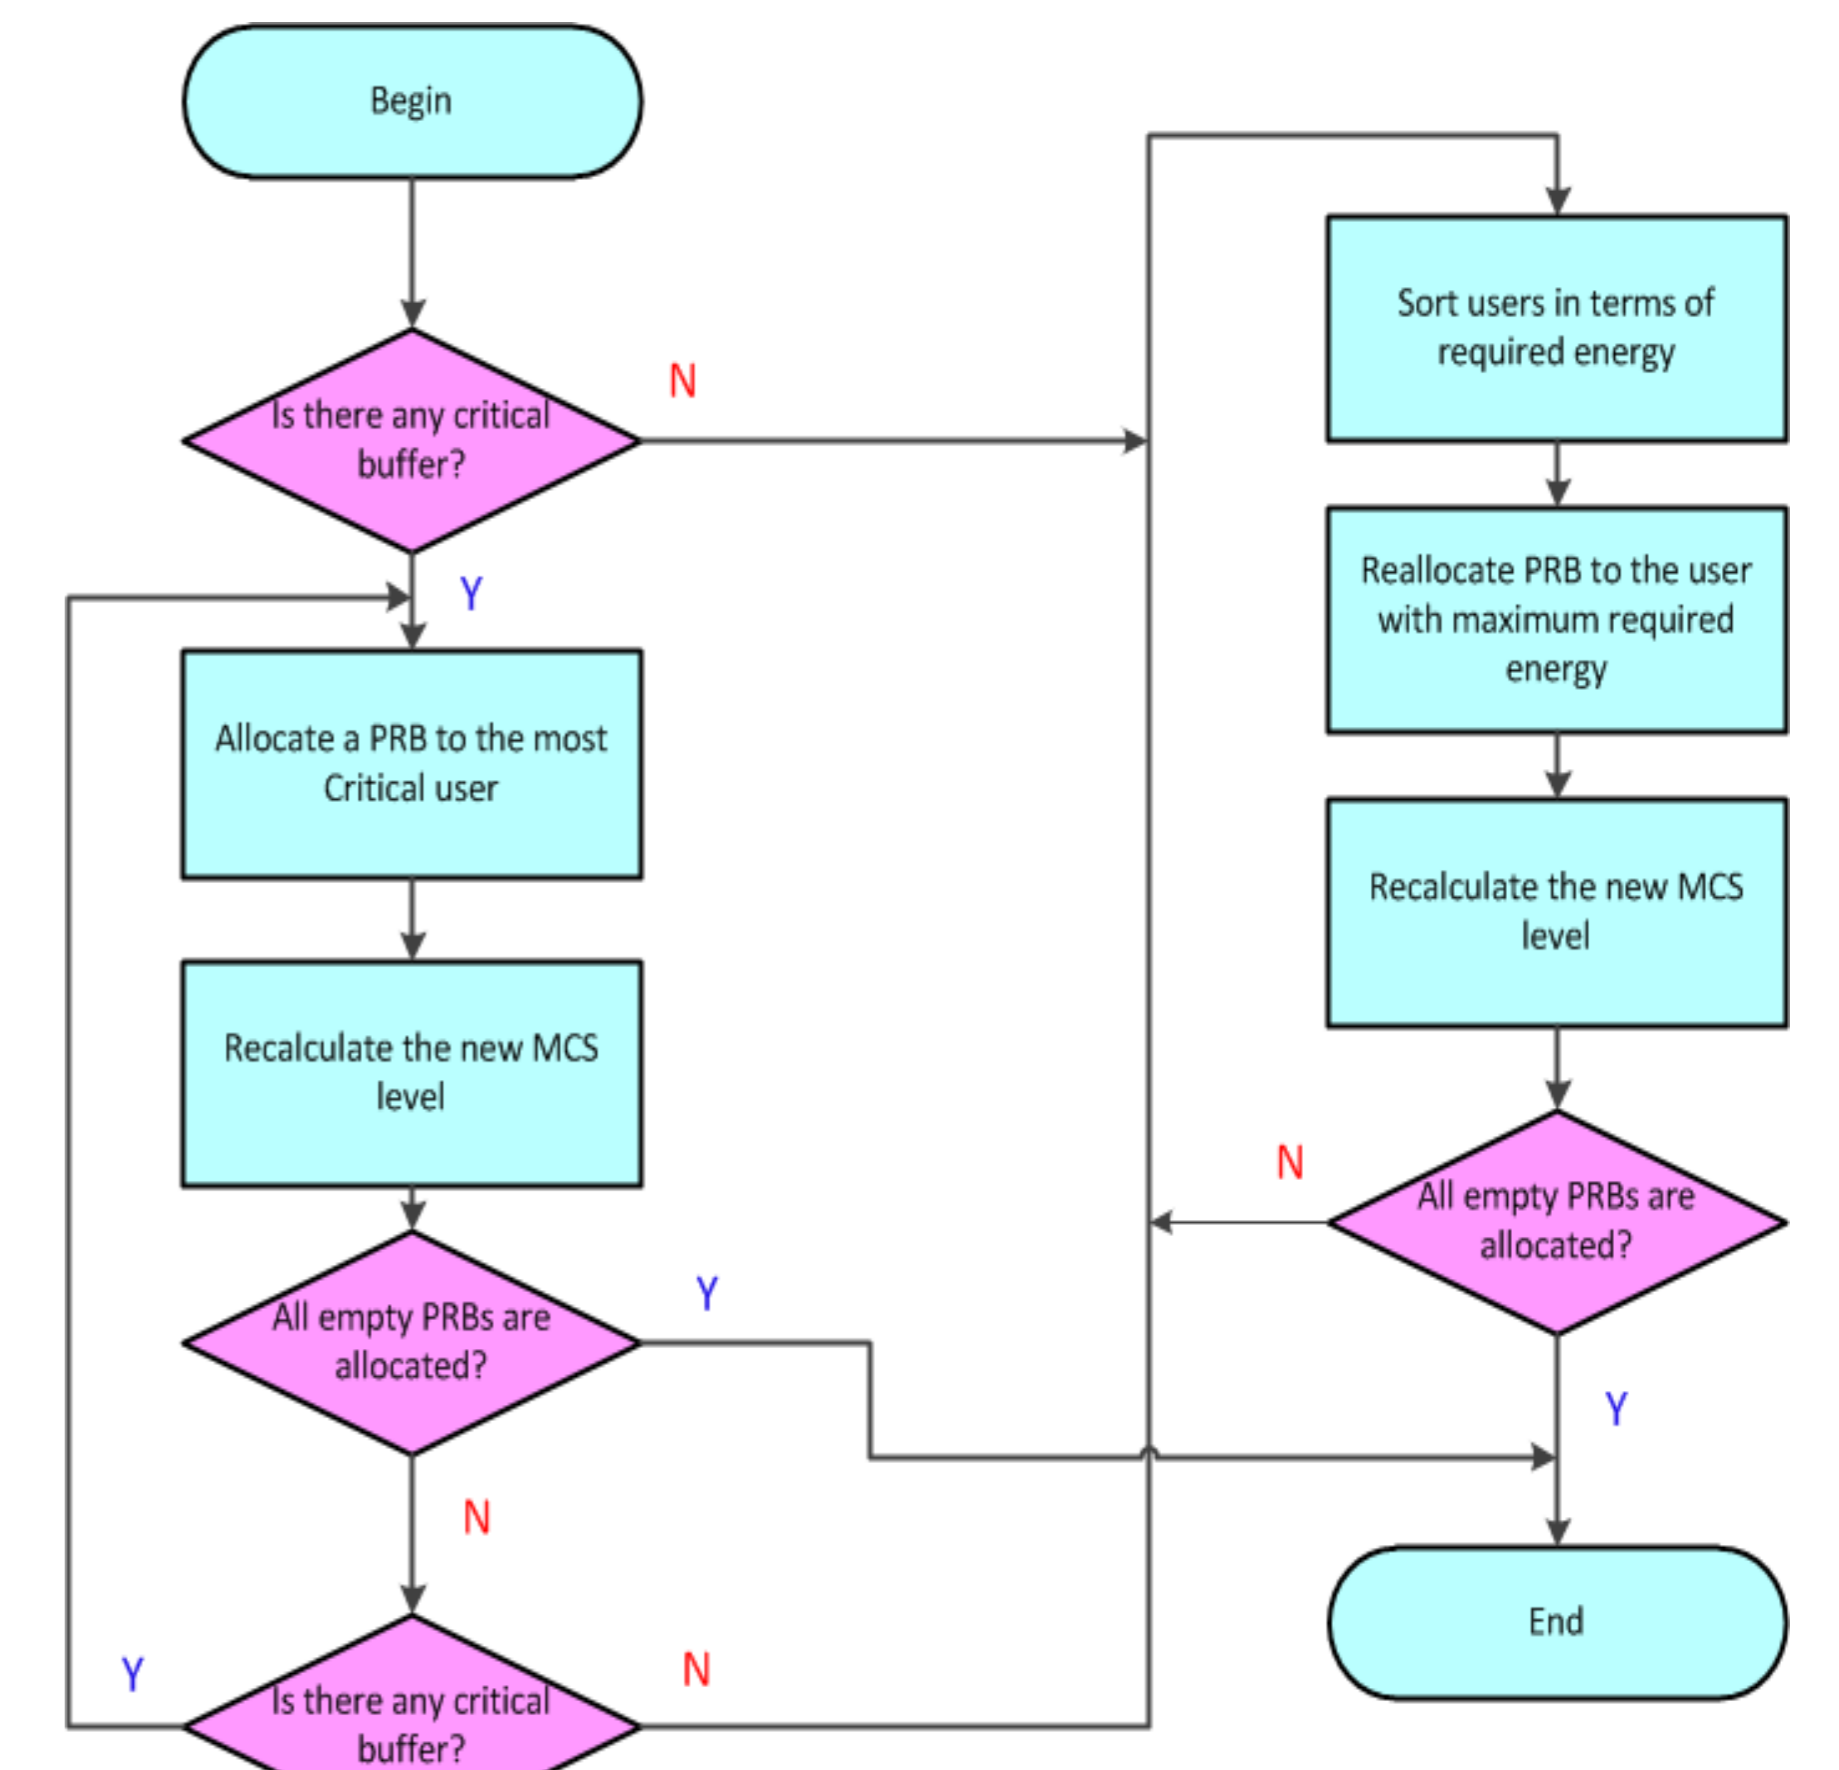 Begin
Is there any critical
buffer?
N
Y
Allocate a PRB to the most
Critical user
Recalculate the new MCS
level
All empty PRBs are
allocated?
Y
N
Is there any critical
buffer?
Y
N
Sort users in terms of
required energy
Reallocate PRB to the user
with maximum required
energy
Recalculate the new MCS
level
All empty PRBs are
allocated?
N
Y
End